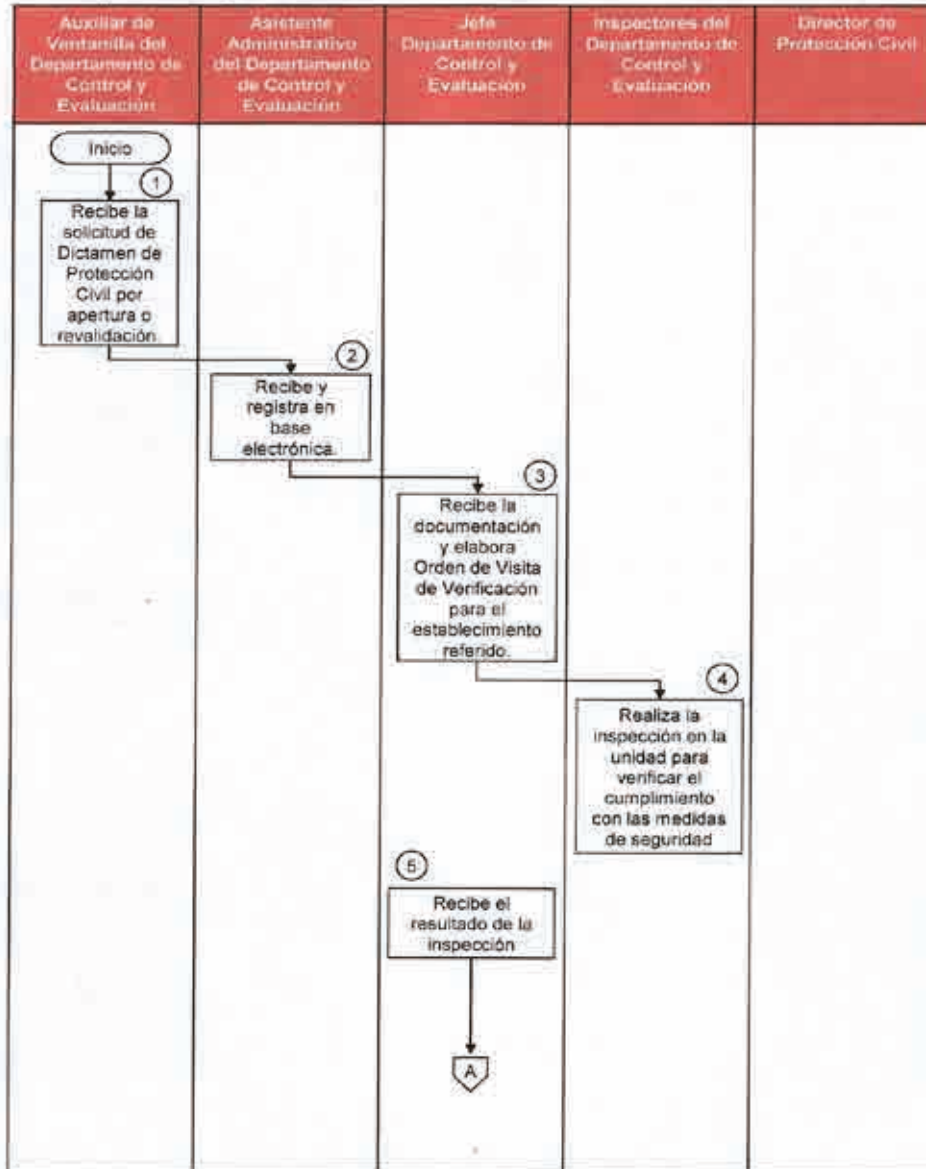 Auxiliar de
Ventanilla del
Departamento de
Control y
Evaluación
Asistente
Administrativo
del Departamento
de Control y
Evaluación
Jefe
Departamento de
Control y
Evaluación
Inspectores del
Departamento de
Control y
Evaluación
Director de
Protección Civil
Inicio
1
Recibe la
solicitud de
Dictamen de
Protección
Civil por
apertura o
revalidación.
2
Recibe y
registra en
base
electrónica.
3
Recibe la
documentación
y elabora
Orden de Visita
de Verificación
para el
establecimiento
referido.
4
Realiza la
inspección en la
unidad para
verificar el
cumplimiento
con las medidas
de seguridad
5
Recibe el
resultado de la
inspección
A